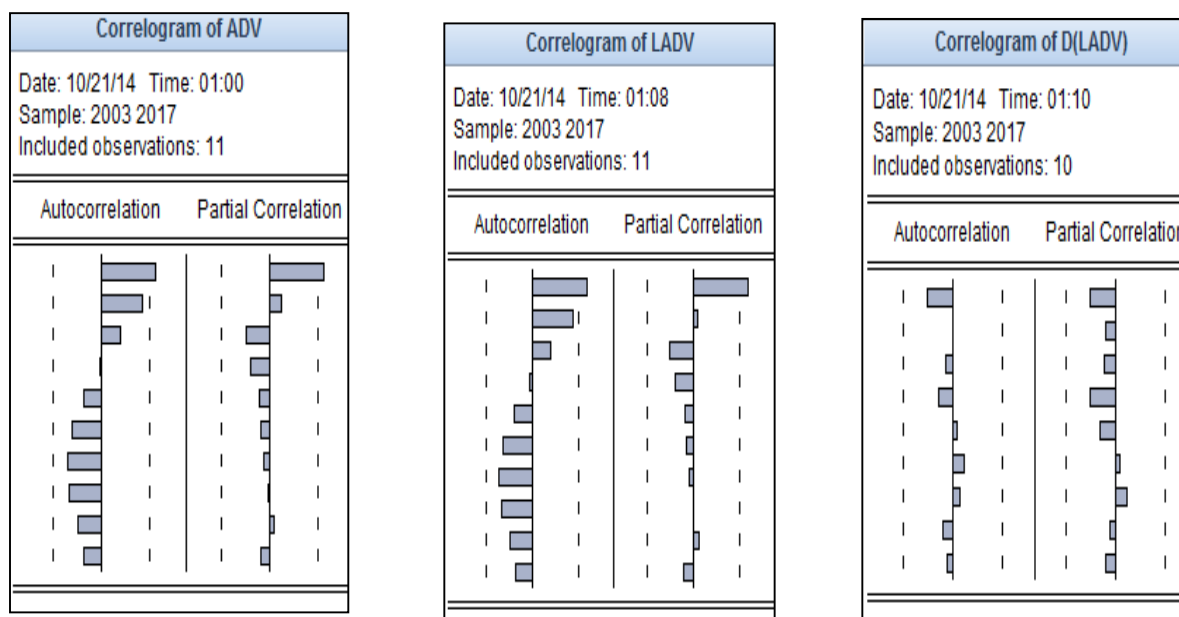 Correlogram of ADV
Date: 10/21/14 Time: 01:00
Sample: 2003 2017
Included observations: 11
Autocorrelation Partial Correlation
Correlogram of LADV
Date: 10/21/14 Time: 01:08
Sample: 2003 2017
Included observations: 11
Autocorrelation Partial Correlation
Correlogram of D(LADV)
Date: 10/21/14 Time: 01:10
Sample: 2003 2017
Included observations: 10
Autocorrelation Partial Correlation